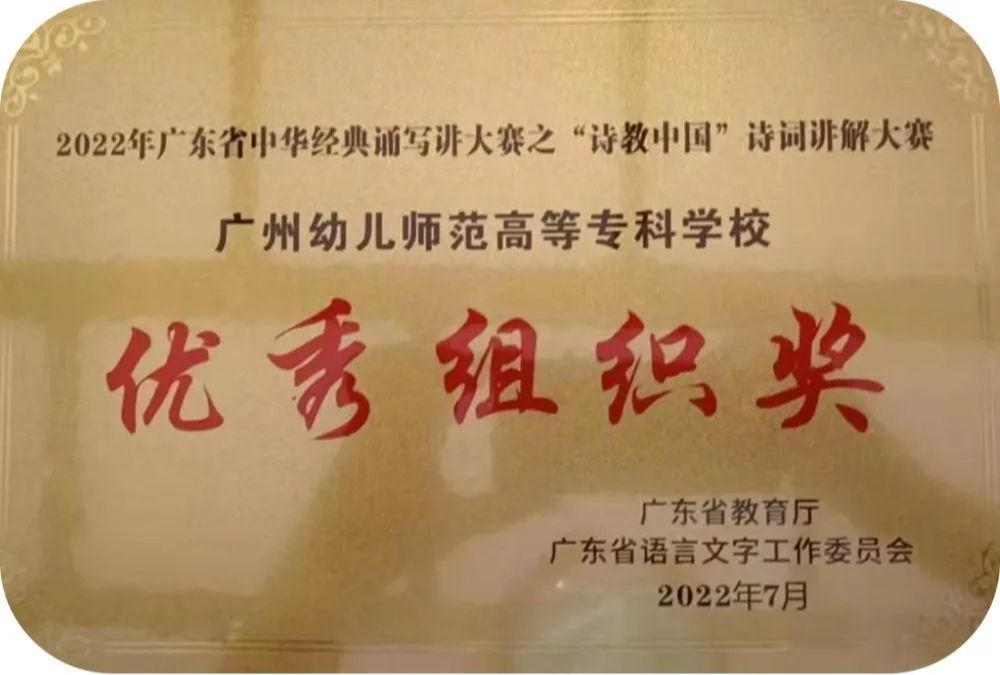 2022年广东省中华经典诵写讲大赛之“诗教中国”诗词讲解大赛
广州幼儿师范高等专科学校
优秀组织奖
广东省教育厅
广东省语言文字工作委员会
2022年7月